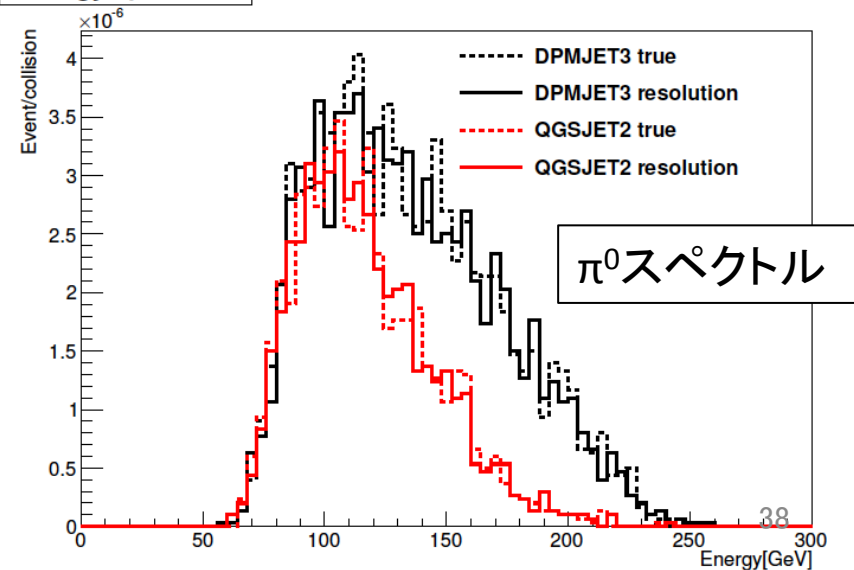 ×10⁻⁶
Event/collision
4
3.5
3
2.5
2
1.5
1
0.5
0
DPMJET3 true
DPMJET3 resolution
QGSJET2 true
QGSJET2 resolution
π⁰スペクトル
38
0 50 100 150 200 250 300
Energy[GeV]